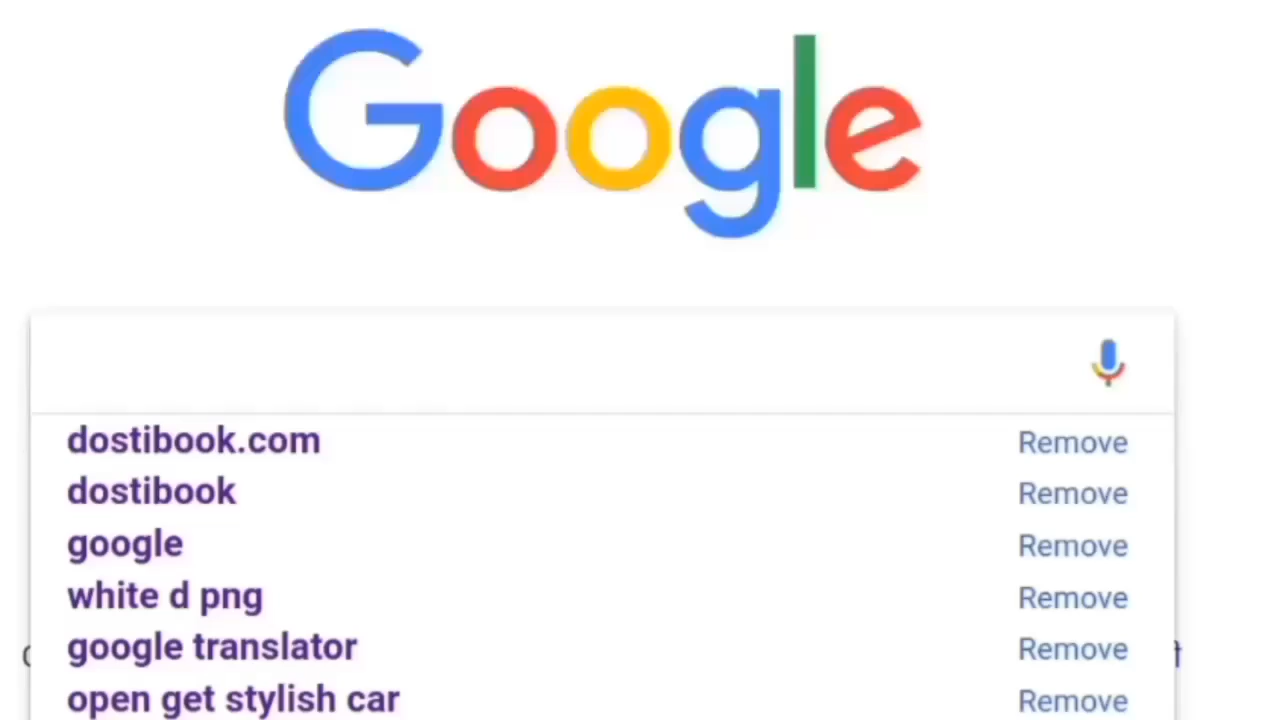 Google
dostibook.com Remove
dostibook Remove
google Remove
white d png Remove
google translator Remove
open get stylish car Remove